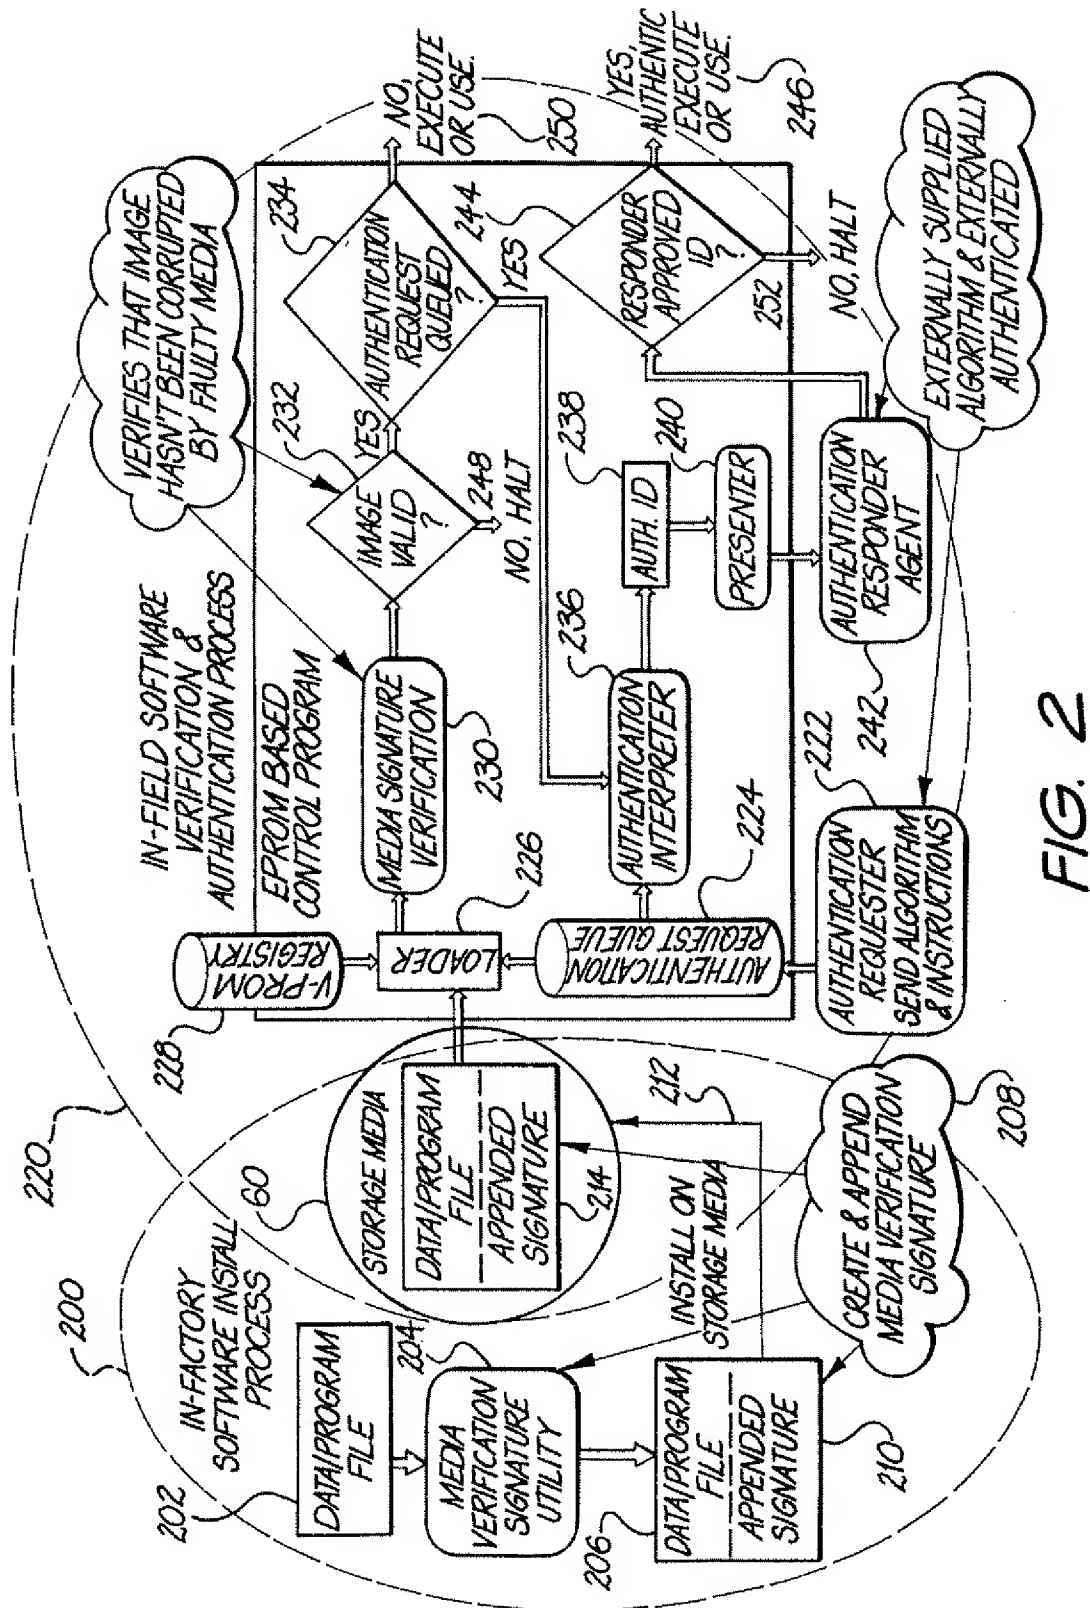 200
IN-FACTORY
SOFTWARE INSTALL
PROCESS
202
DATA/PROGRAM
FILE
204
MEDIA
VERIFICATION
SIGNATURE
UTILITY
206
DATA/PROGRAM
FILE
APPENDED
SIGNATURE
210
INSTALL ON
STORAGE MEDIA
212
CREATE & APPEND
MEDIA VERIFICATION
SIGNATURE
208
220
60
STORAGE MEDIA
DATA/PROGRAM
FILE
APPENDED
SIGNATURE
214
IN-FIELD SOFTWARE
VERIFICATION &
AUTHENTICATION PROCESS
EPROM BASED
CONTROL PROGRAM
228
V-PROM
REGISTRY
LOADER
226
AUTHENTICATION
REQUEST QUEUE
224
AUTHENTICATION
REQUESTER
SEND ALGORITHM
& INSTRUCTIONS
222
MEDIA SIGNATURE
VERIFICATION
230
VERIFIES THAT IMAGE
HASN'T BEEN CORRUPTED
BY FAULTY MEDIA
232
IMAGE
VALID
?
YES
248
NO, HALT
234
AUTHENTICATION
REQUEST
QUEUED
?
YES
NO,
EXECUTE
OR USE.
250
236
AUTHENTICATION
INTERPRETER
AUTH. ID
238
PRESENTER
240
AUTHENTICATION
RESPONDER
AGENT
242
244
RESPONDER
APPROVED
ID
?
YES,
AUTHENTIC
EXECUTE
OR USE.
246
252
NO, HALT
EXTERNALLY SUPPLIED
ALGORITHM & EXTERNALLY
AUTHENTICATED
FIG. 2